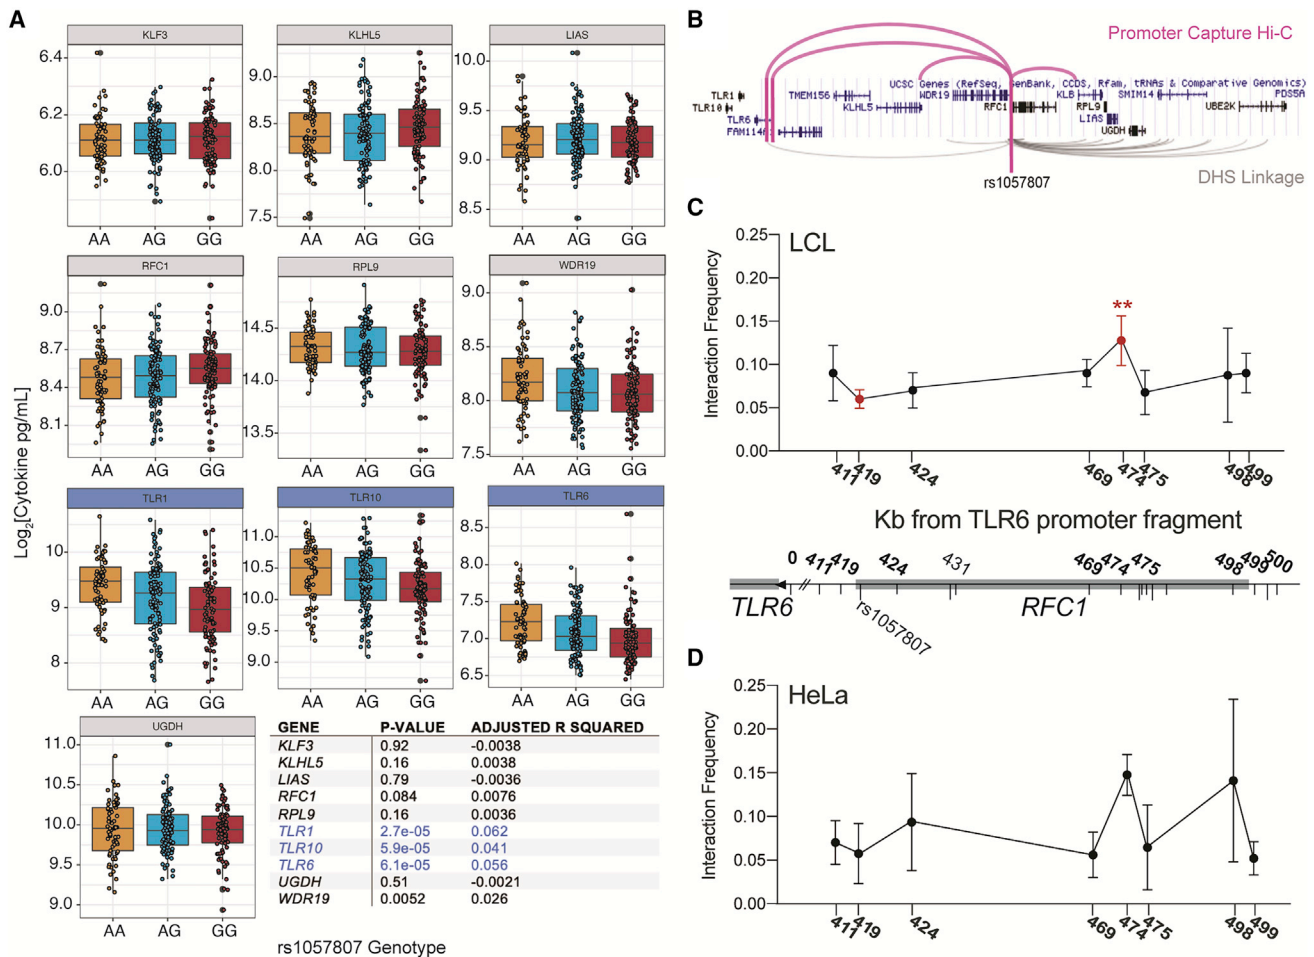 A
Log2[Cytokine pg/mL]
KLF3
6.4
6.2
6.0
AA AG GG
KLHL5
9.0
8.5
8.0
7.5
AA AG GG
LIAS
10.0
9.5
9.0
8.5
AA AG GG
RFC1
9.0
8.7
8.4
8.1
AA AG GG
RPL9
14.5
14.0
13.5
AA AG GG
WDR19
9.0
8.5
8.0
7.5
AA AG GG
TLR1
10
9
8
AA AG GG
TLR10
11.0
10.5
10.0
9.5
9.0
AA AG GG
TLR6
8.5
8.0
7.5
7.0
6.5
AA AG GG
UGDH
11.0
10.5
10.0
9.5
9.0
AA AG GG
GENE P-VALUE ADJUSTED R SQUARED
KLF3 0.92 -0.0038
KLHL5 0.16 0.0038
LIAS 0.79 -0.0036
RFC1 0.084 0.0076
RPL9 0.16 0.0036
TLR1 2.7e-05 0.062
TLR10 5.9e-05 0.041
TLR6 6.1e-05 0.056
UGDH 0.51 -0.0021
WDR19 0.0052 0.026
rs1057807 Genotype
B
Promoter Capture Hi-C
UCSC Genes (RefSeq, GenBank, CCDS, Rfam, tRNAs & Comparative Genomics)
TLR1 TMEM156 WDR19 KLB SMIM14 PDS5A
TLR10 KLHL5 RFC1 RPL9 UBE2K
TLR6 LIAS
FAM114 UGDH
rs1057807
DHS Linkage
C
LCL
Interaction Frequency
0.25
0.20
0.15
0.10
0.05
0.00
**
411 419 424 469 474 475 498 499
Kb from TLR6 promoter fragment
0 411 419 424 431 469 474 475 498 499 500
TLR6 RFC1
rs1057807
D
HeLa
Interaction Frequency
0.25
0.20
0.15
0.10
0.05
0.00
411 419 424 469 474 475 498 499